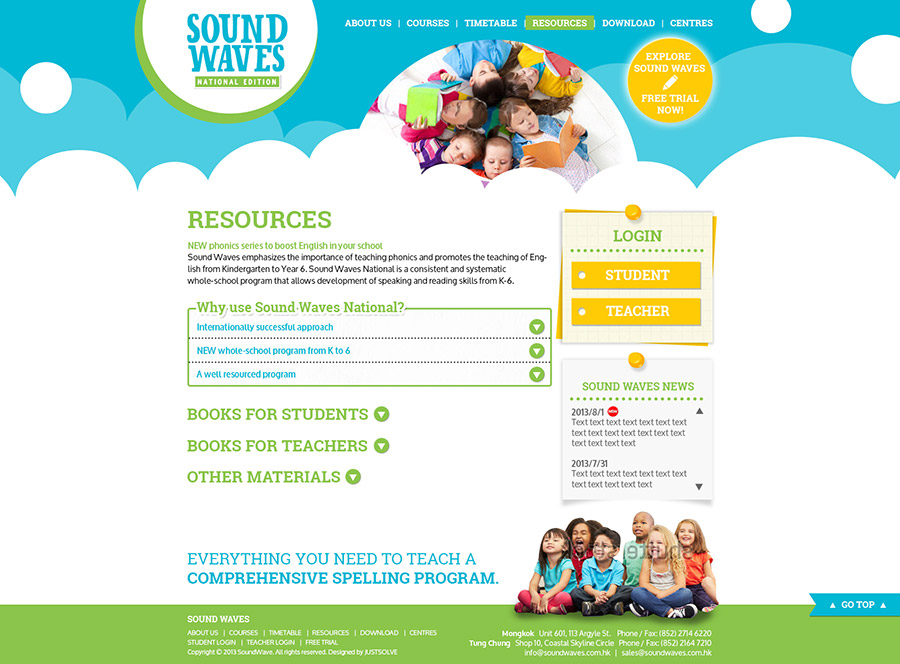 SOUND
WAVES
NATIONAL EDITION
ABOUT US | COURSES | TIMETABLE | RESOURCES | DOWNLOAD | CENTRES
EXPLORE
SOUND WAVES
FREE TRIAL
NOW!
RESOURCES
NEW phonics series to boost English in your school
Sound Waves emphasizes the importance of teaching phonics and promotes the teaching of Eng-
lish from Kindergarten to Year 6. Sound Waves National is a consistent and systematic
whole-school program that allows development of speaking and reading skills from K-6.
Why use Sound Waves National?
Internationally successful approach
NEW whole-school program from K to 6
A well resourced program
BOOKS FOR STUDENTS
BOOKS FOR TEACHERS
OTHER MATERIALS
LOGIN
STUDENT
TEACHER
SOUND WAVES NEWS
2013/8/1 NEW
Text text text text text text text
text text text text text text text
text text text text
2013/7/31
Text text text text text text text
text text text text text
EVERYTHING YOU NEED TO TEACH A
COMPREHENSIVE SPELLING PROGRAM.
GO TOP
SOUND WAVES
ABOUT US | COURSES | TIMETABLE | RESOURCES | DOWNLOAD | CENTRES
STUDENT LOGIN | TEACHER LOGIN | FREE TRIAL
Copyright © 2013 SoundWave. All rights reserved. Designed by JUSTSOLVE
Mongkok Unit 601, 113 Argyle St. Phone / Fax: (852) 2714 6220
Tung Chung Shop 10, Coastal Skyline Circle Phone / Fax: (852) 2164 7210
info@soundwaves.com.hk | sales@soundwaves.com.hk